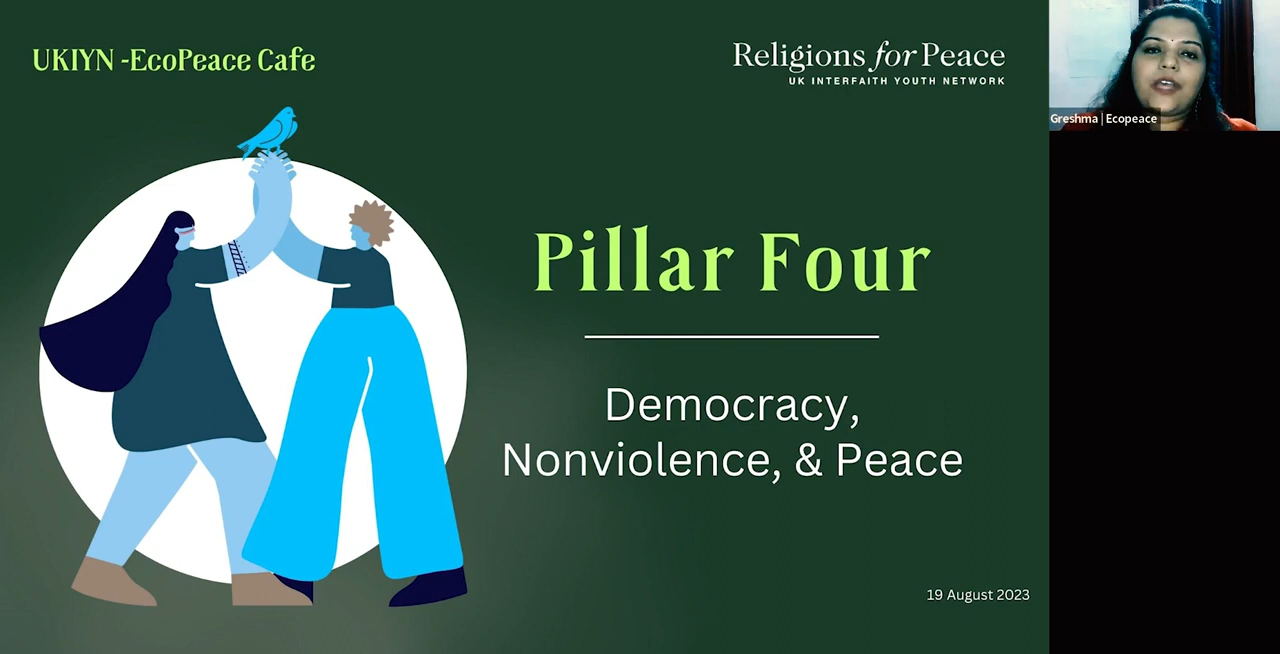 UKIYN -EcoPeace Cafe
Religions for Peace
UK INTERFAITH YOUTH NETWORK
Greshma | Ecopeace
Pillar Four
Democracy,
Nonviolence, & Peace
19 August 2023